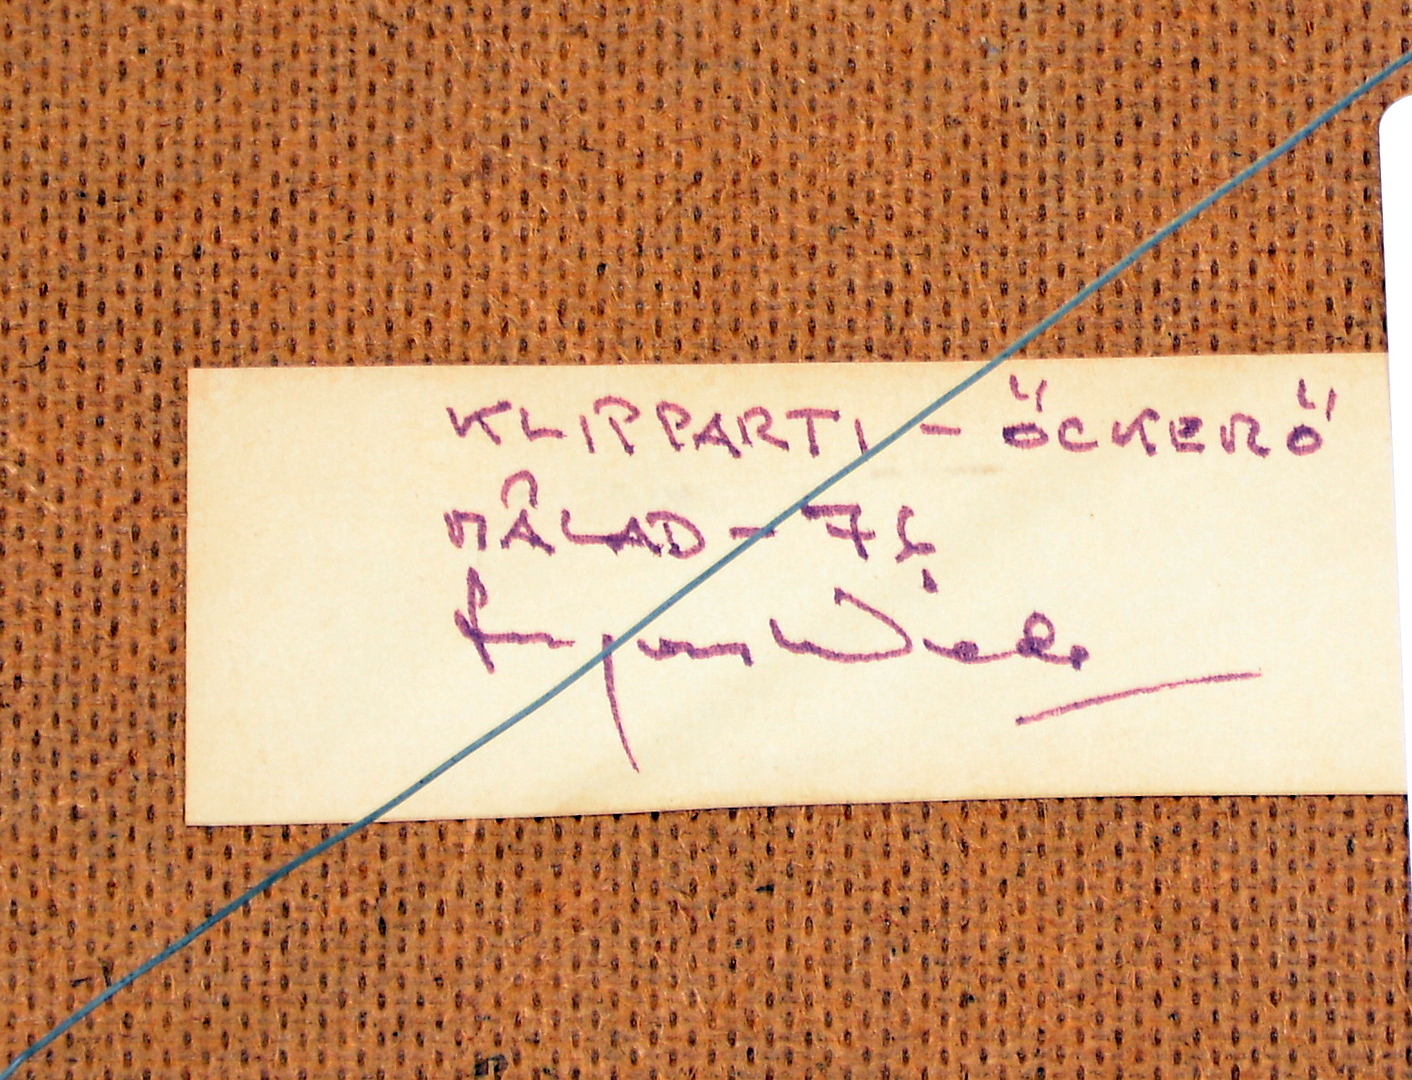 KLIPPARTI - ÖCKERÖ
MÅLAD - 76